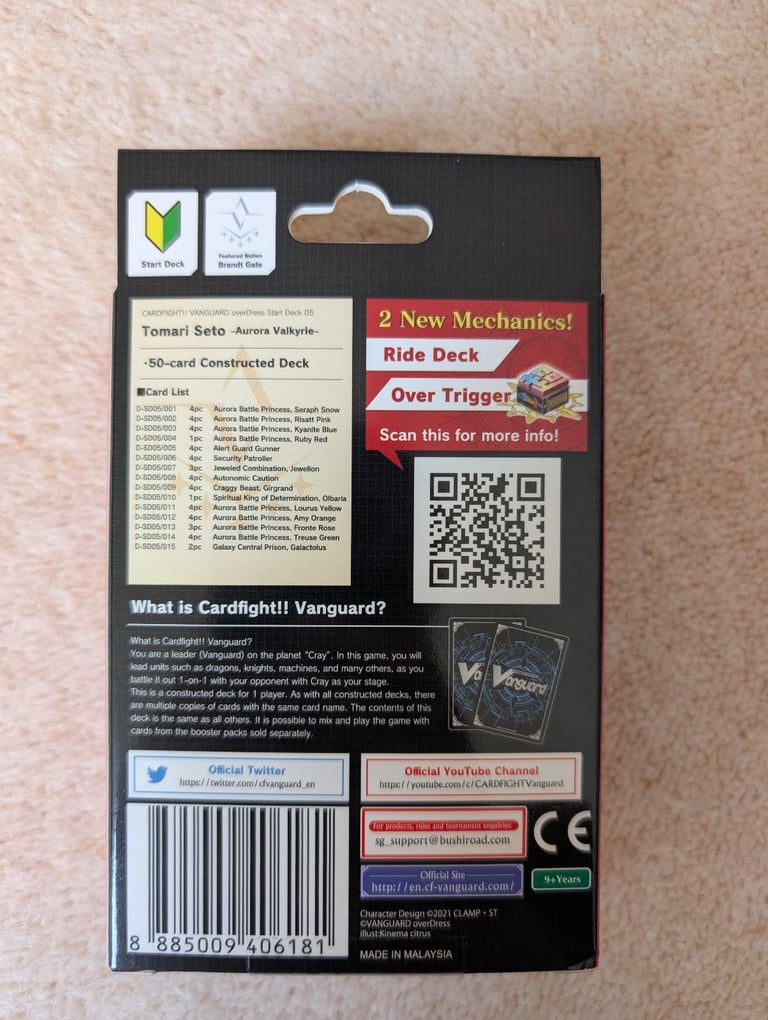 Start Deck
Featured Nation
Brandt Gate
CARDFIGHT!! VANGUARD overDress Start Deck 05
Tomari Seto -Aurora Valkyrie-
·50-card Constructed Deck
■Card List
D-SD05/001 4pc Aurora Battle Princess, Seraph Snow
D-SD05/002 4pc Aurora Battle Princess, Risatt Pink
D-SD05/003 4pc Aurora Battle Princess, Kyanite Blue
D-SD05/004 1pc Aurora Battle Princess, Ruby Red
D-SD05/005 4pc Alert Guard Gunner
D-SD05/006 4pc Security Patroller
D-SD05/007 3pc Jeweled Combination, Jewelion
D-SD05/008 4pc Autonomic Caution
D-SD05/009 4pc Craggy Beast, Girgrand
D-SD05/010 1pc Spiritual King of Determination, Olbaria
D-SD05/011 4pc Aurora Battle Princess, Lourus Yellow
D-SD05/012 4pc Aurora Battle Princess, Amy Orange
D-SD05/013 3pc Aurora Battle Princess, Fronte Rose
D-SD05/014 4pc Aurora Battle Princess, Treuse Green
D-SD05/015 2pc Galaxy Central Prison, Galactolus
2 New Mechanics!
Ride Deck
Over Trigger
Scan this for more info!
What is Cardfight!! Vanguard?
What is Cardfight!! Vanguard?
You are a leader (Vanguard) on the planet "Cray". In this game, you will
lead units such as dragons, knights, machines, and many others, as you
battle it out 1-on-1 with your opponent with Cray as your stage.
This is a constructed deck for 1 player. As with all constructed decks, there
are multiple copies of cards with the same card name. The contents of this
deck is the same as all others. It is possible to mix and play the game with
cards from the booster packs sold separately.
Va
Vanguard
Official Twitter
https://twitter.com/cfvanguard_en
Official YouTube Channel
https://youtube.com/c/CARDFIGHTVanguard
For products, rules and tournament enquiries:
sg_support@bushiroad.com
CE
Official Site
http://en.cf-vanguard.com/
9+Years
Character Design ©2021 CLAMP・ST
©VANGUARD overDress
illust:Kinema citrus
MADE IN MALAYSIA
8 885009 406181